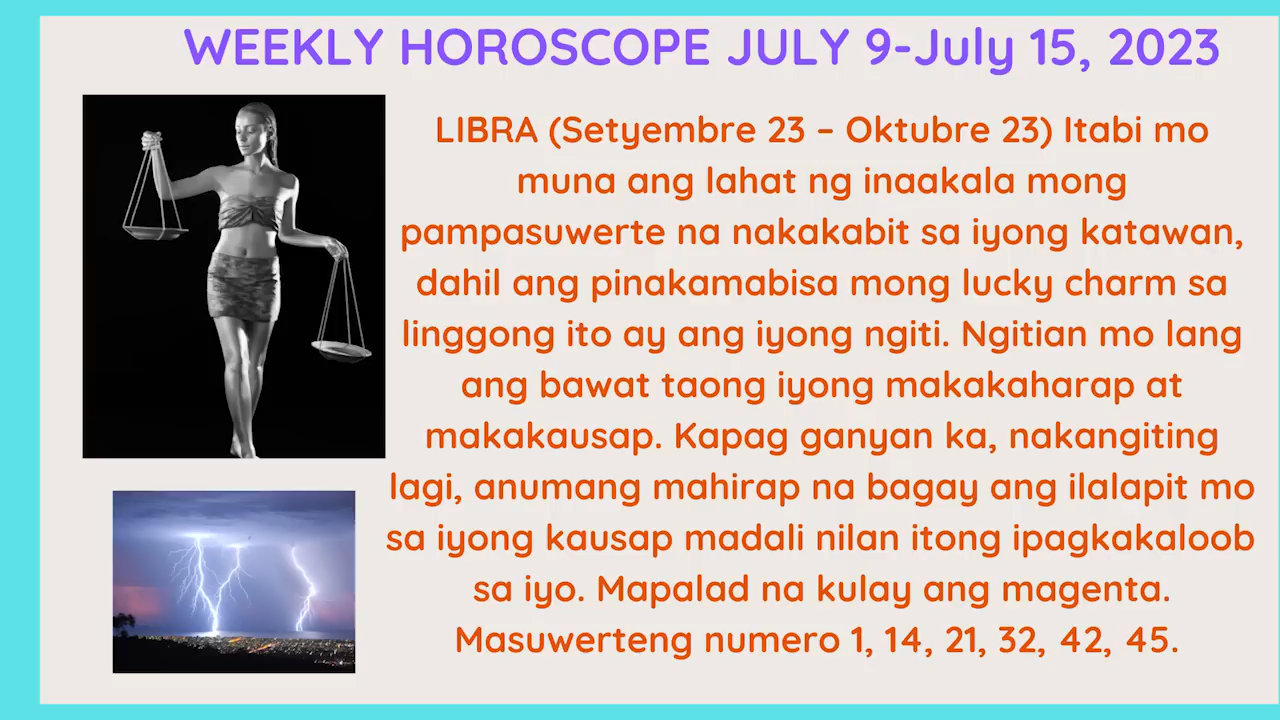 WEEKLY HOROSCOPE JULY 9-July 15, 2023
LIBRA (Setyembre 23 – Oktubre 23) Itabi mo
muna ang lahat ng inaakala mong
pampasuwerte na nakakabit sa iyong katawan,
dahil ang pinakamabisa mong lucky charm sa
linggong ito ay ang iyong ngiti. Ngitian mo lang
ang bawat taong iyong makakaharap at
makakausap. Kapag ganyan ka, nakangiting
lagi, anumang mahirap na bagay ang ilalapit mo
sa iyong kausap madali nilan itong ipagkakaloob
sa iyo. Mapalad na kulay ang magenta.
Masuwerteng numero 1, 14, 21, 32, 42, 45.